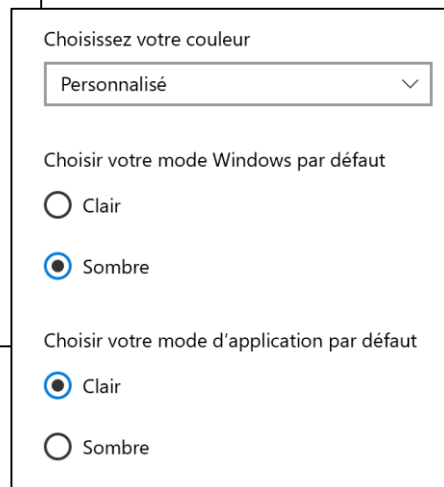 Choisissez votre couleur
Personnalisé
Choisir votre mode Windows par défaut
Clair
Sombre
Choisir votre mode d'application par défaut
Clair
Sombre